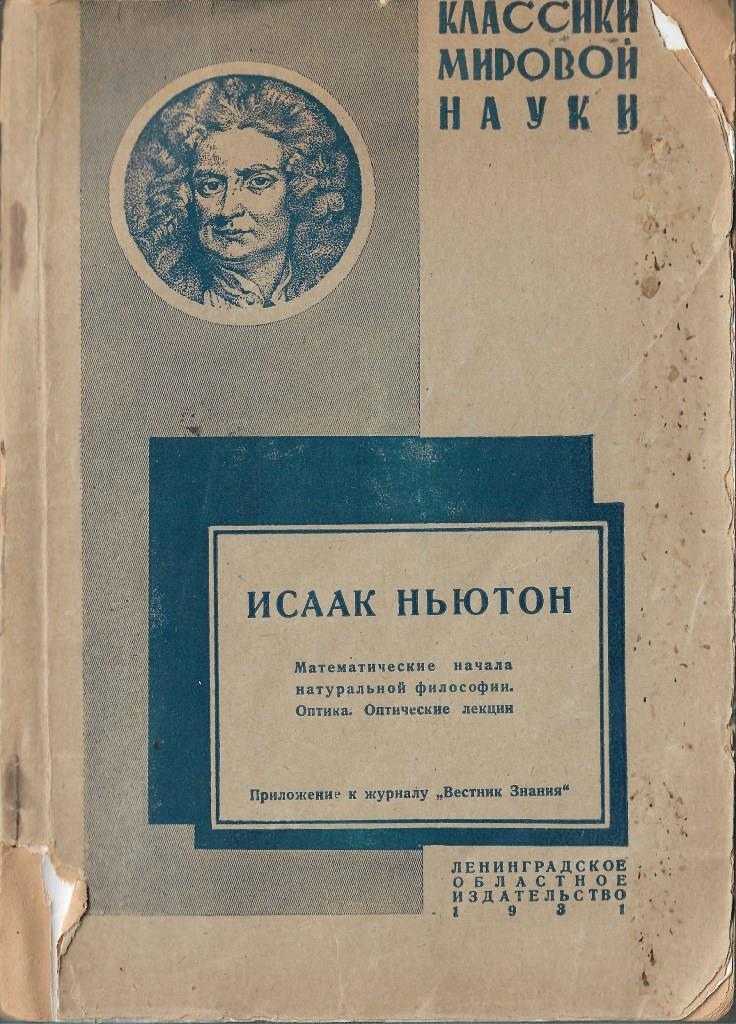 КЛАССИКИ
МИРОВОЙ
НАУКИ
ИСААК НЬЮТОН
Математические начала
натуральной философии.
Оптика. Оптические лекции
Приложение к журналу „Вестник Знания“
ЛЕНИНГРАДСКОЕ
ОБЛАСТНОЕ
ИЗДАТЕЛЬСТВО
1931